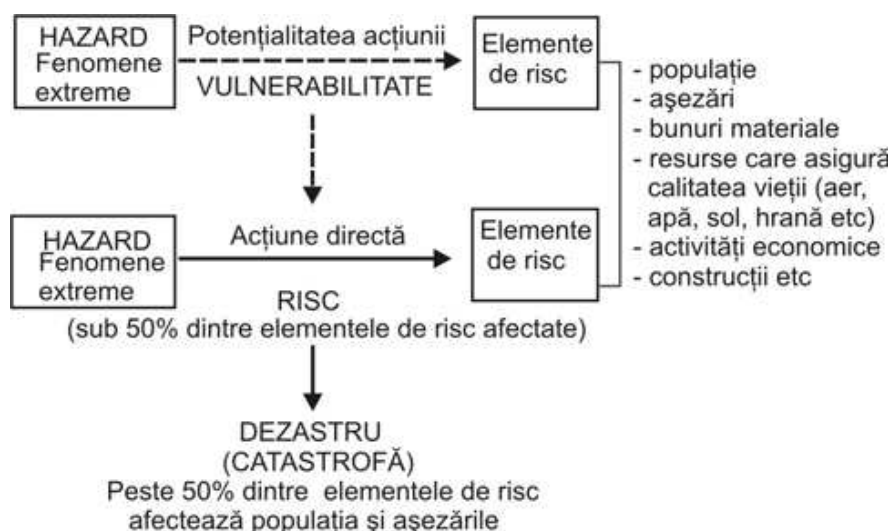 HAZARD
Fenomene
extreme
Potențialitatea acțiunii
VULNERABILITATE
Elemente
de risc
- populație
- așezări
- bunuri materiale
- resurse care asigură
calitatea vieții (aer,
apă, sol, hrană etc)
- activități economice
- construcții etc
HAZARD
Fenomene
extreme
Acțiune directă
Elemente
de risc
RISC
(sub 50% dintre elementele de risc afectate)
DEZASTRU
(CATASTROFĂ)
Peste 50% dintre elementele de risc
afectează populația și așezările